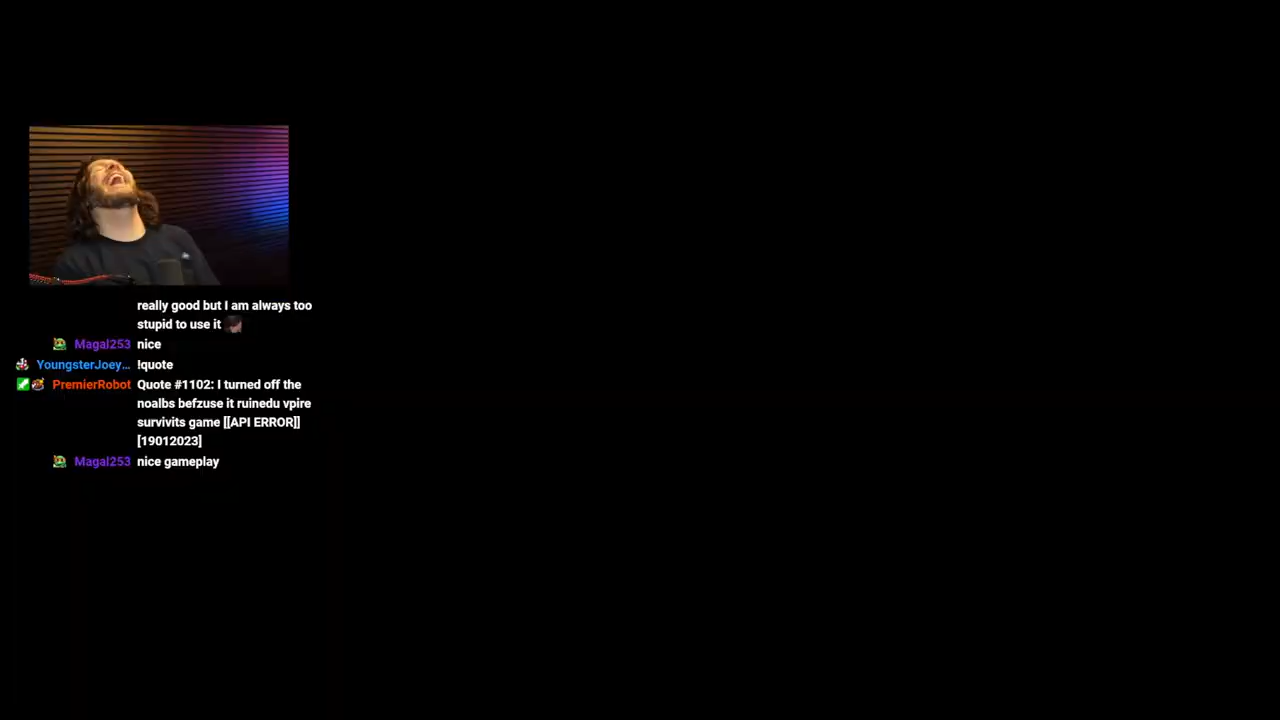 really good but I am always too
stupid to use it
Magal253 nice
YoungsterJoey... !quote
PremierRobot Quote #1102: I turned off the
noalbs befzuse it ruinedu vpire
survivits game [[API ERROR]]
[19012023]
Magal253 nice gameplay